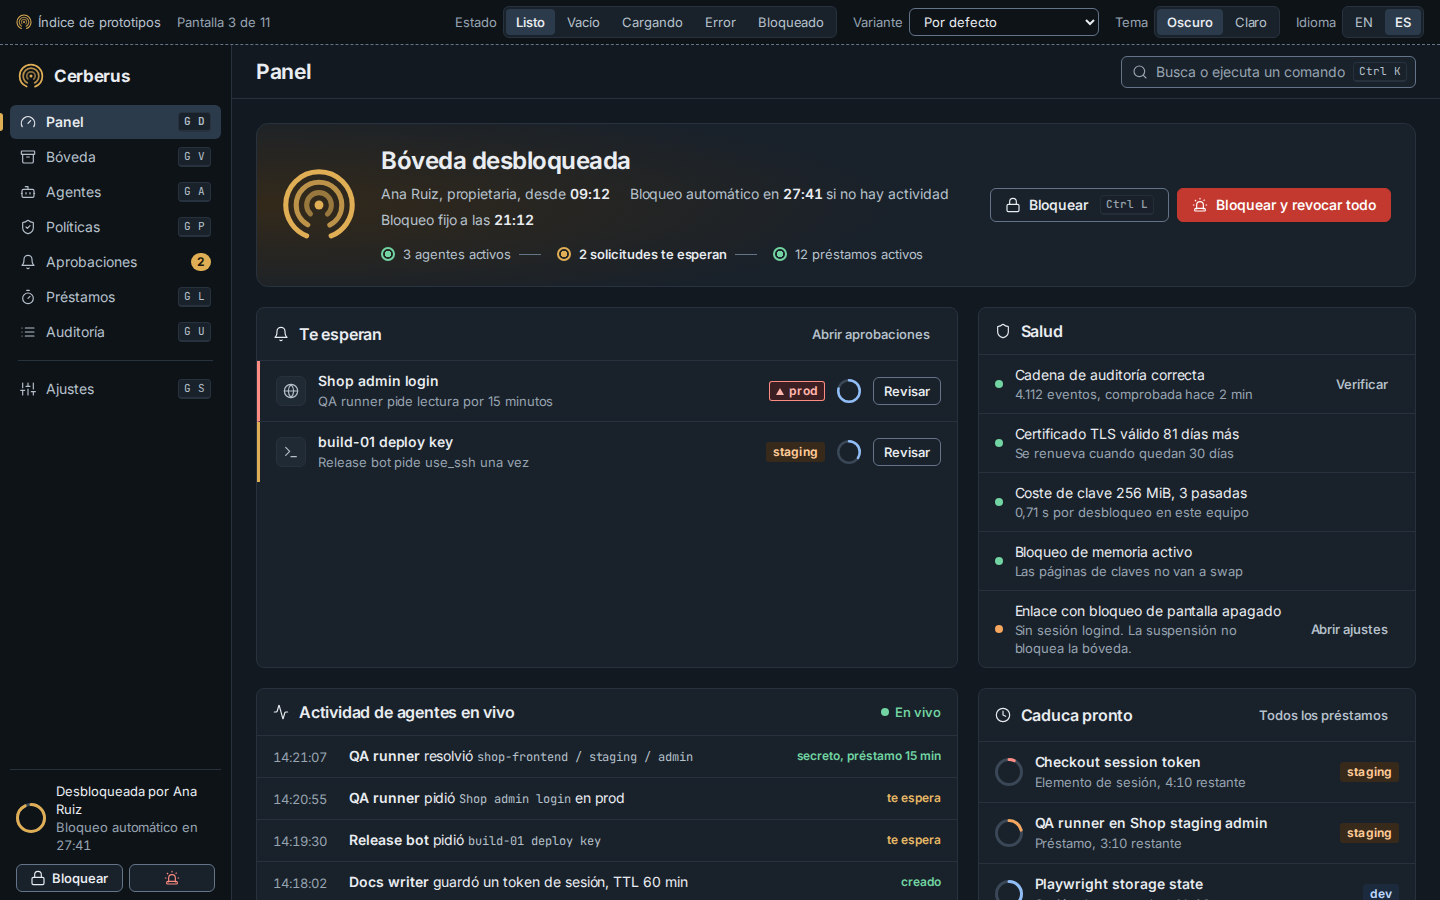 Índice de prototipos Pantalla 3 de 11 Estado Listo Vacío Cargando Error Bloqueado Variante Por defecto Tema Oscuro Claro Idioma EN ES
Cerberus
Panel G D
Bóveda G V
Agentes G A
Políticas G P
Aprobaciones 2
Préstamos G L
Auditoría G U
Ajustes G S
Desbloqueada por Ana
Ruiz
Bloqueo automático en
27:41
Bloquear
Panel
Busca o ejecuta un comando Ctrl K
Bóveda desbloqueada
Ana Ruiz, propietaria, desde 09:12 Bloqueo automático en 27:41 si no hay actividad
Bloqueo fijo a las 21:12
3 agentes activos 2 solicitudes te esperan 12 préstamos activos
Bloquear Ctrl L
Bloquear y revocar todo
Te esperan Abrir aprobaciones
Shop admin login
QA runner pide lectura por 15 minutos
prod Revisar
build-01 deploy key
Release bot pide use_ssh una vez
staging Revisar
Salud
Cadena de auditoría correcta
4.112 eventos, comprobada hace 2 min
Verificar
Certificado TLS válido 81 días más
Se renueva cuando quedan 30 días
Coste de clave 256 MiB, 3 pasadas
0,71 s por desbloqueo en este equipo
Bloqueo de memoria activo
Las páginas de claves no van a swap
Enlace con bloqueo de pantalla apagado
Sin sesión logind. La suspensión no
bloquea la bóveda.
Abrir ajustes
Actividad de agentes en vivo En vivo
14:21:07 QA runner resolvió shop-frontend / staging / admin secreto, préstamo 15 min
14:20:55 QA runner pidió Shop admin login en prod te espera
14:19:30 Release bot pidió build-01 deploy key te espera
14:18:02 Docs writer guardó un token de sesión, TTL 60 min creado
Caduca pronto Todos los préstamos
Checkout session token
Elemento de sesión, 4:10 restante
staging
QA runner en Shop staging admin
Préstamo, 3:10 restante
staging
Playwright storage state
dev